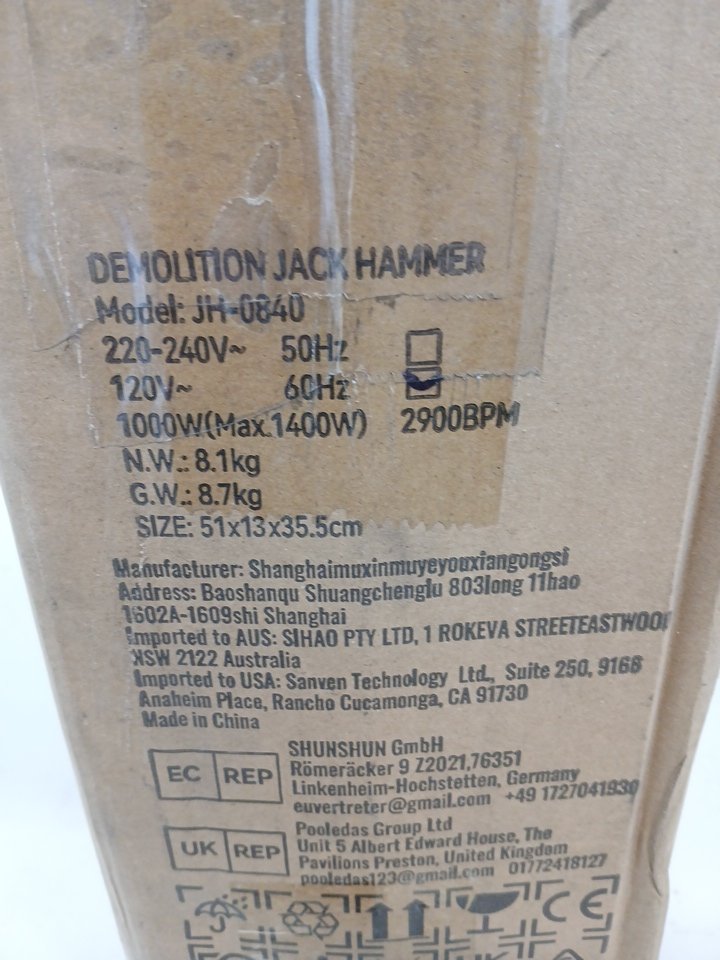 DEMOLITION JACK HAMMER
Model: JH-0840
220-240V~ 50Hz
120V~ 60Hz
1000W(Max.1400W) 2900BPM
N.W.: 8.1kg
G.W.: 8.7kg
SIZE: 51x13x35.5cm
Manufacturer: Shanghaimuxinmuyeyouxiangongsi
Address: Baoshanqu Shuangchenglu 803long 11hao
1602A-1609shi Shanghai
Imported to AUS: SIHAO PTY LTD, 1 ROKEVA STREETEASTWOOD
NSW 2122 Australia
Imported to USA: Sanven Technology Ltd., Suite 250, 9166
Anaheim Place, Rancho Cucamonga, CA 91730
Made in China
EC REP
SHUNSHUN GmbH
Römeräcker 9 Z2021,76351
Linkenheim-Hochstetten, Germany
euvertreter@gmail.com +49 1727041930
UK REP
Pooledas Group Ltd
Unit 5 Albert Edward House, The
Pavilions Preston, United Kingdom
pooledas123@gmail.com 01772418127
CE